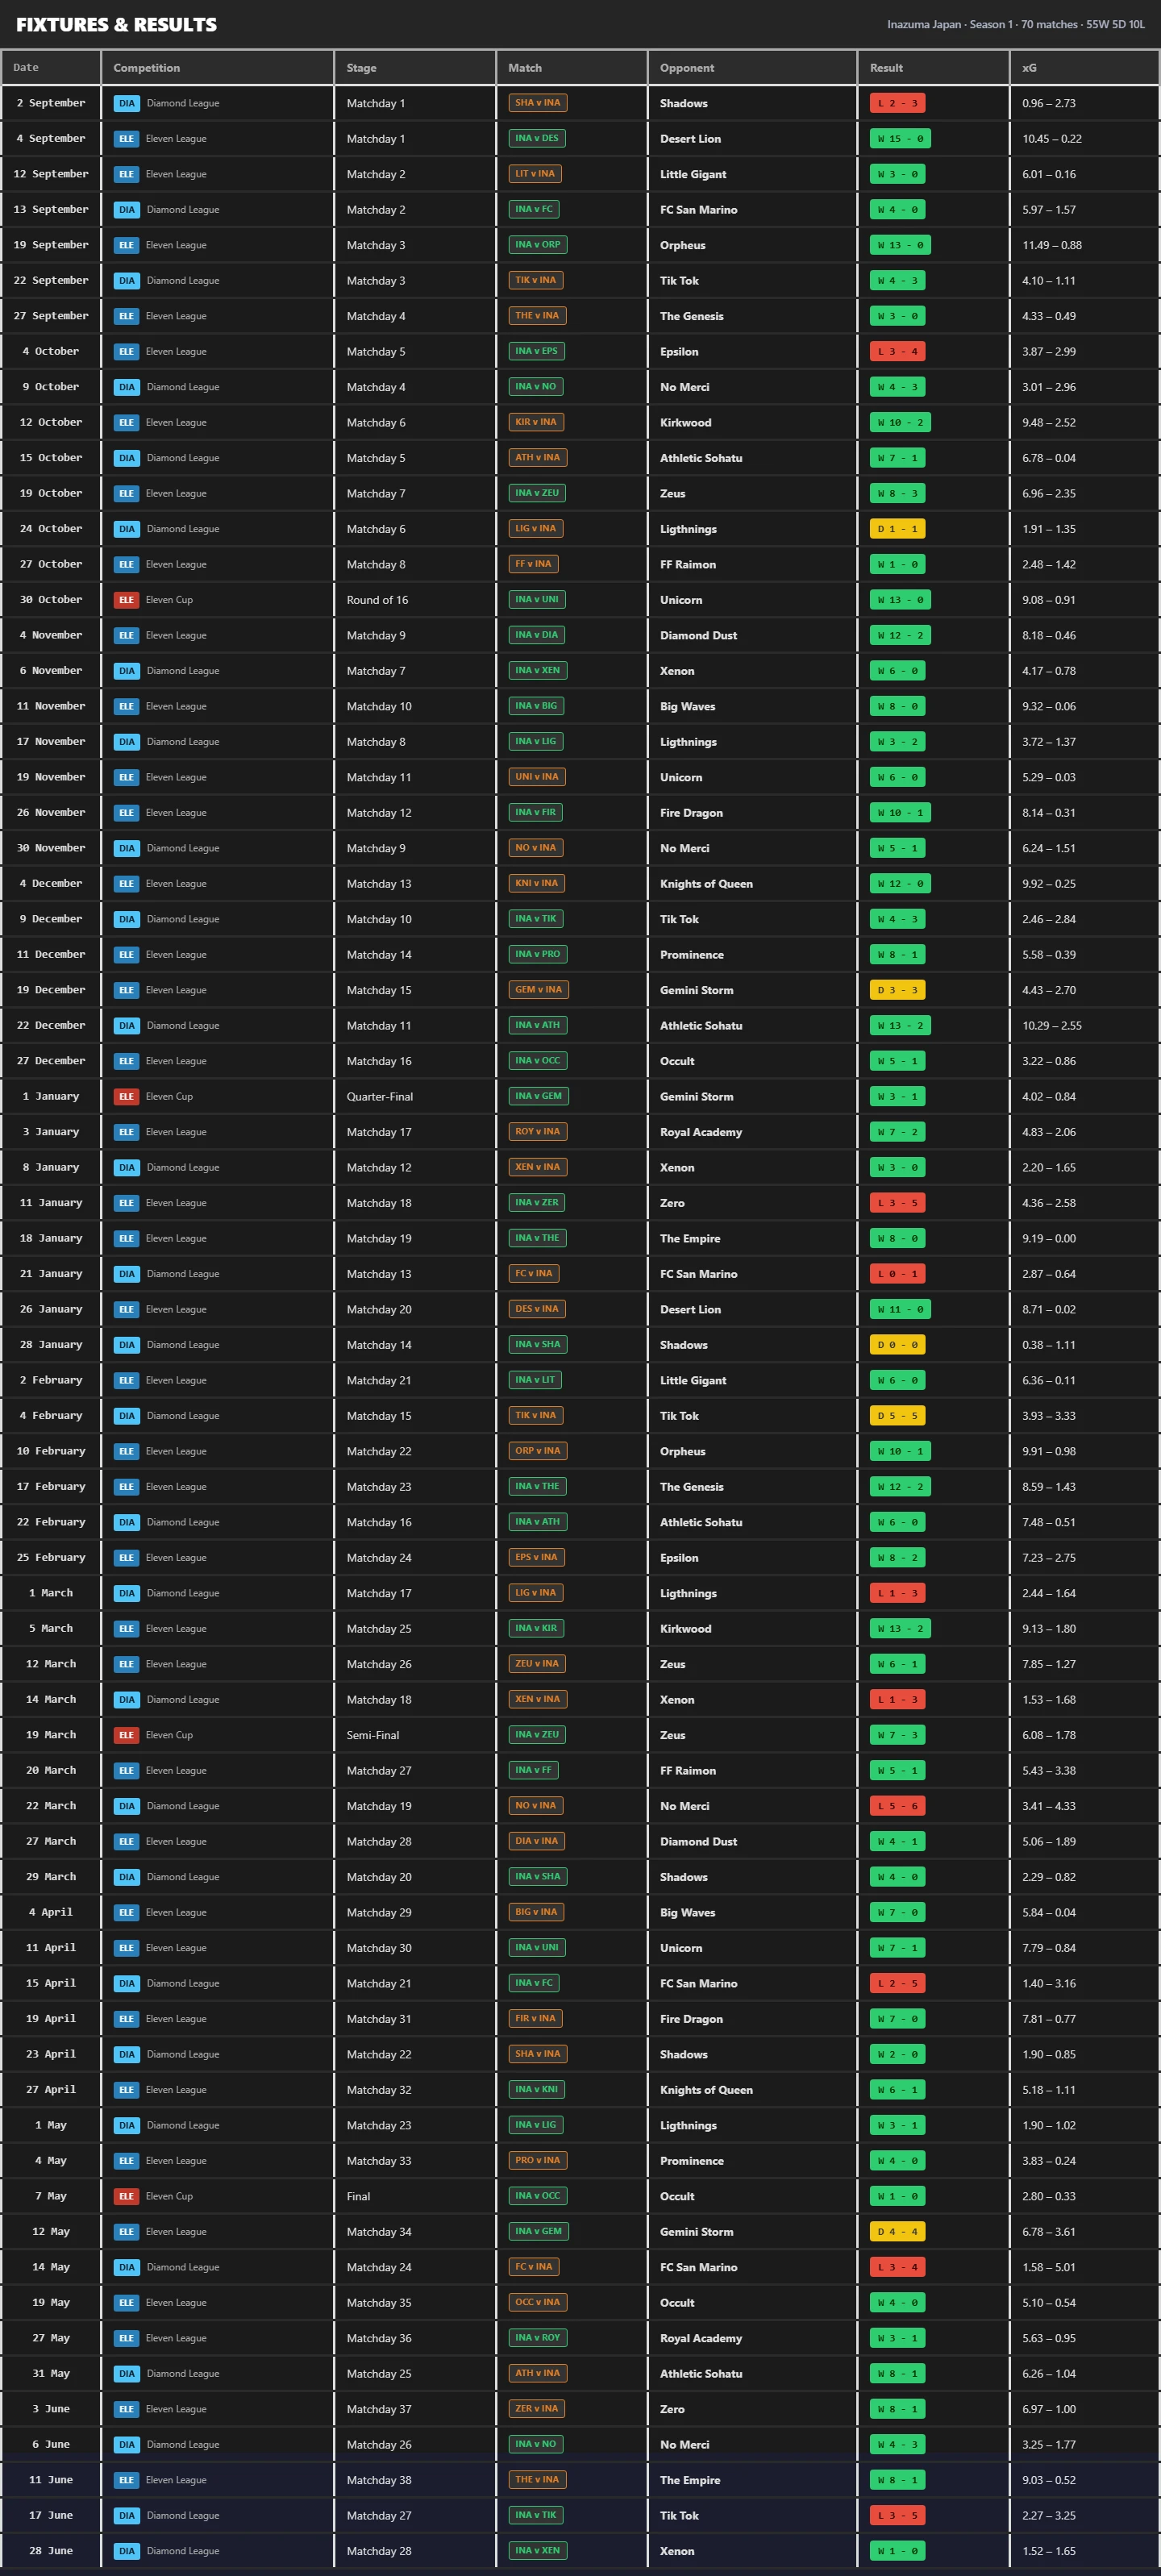 FIXTURES & RESULTS Inazuma Japan · Season 1 · 70 matches · 55W 5D 10L
Date Competition Stage Match Opponent Result xG
2 September DIA Diamond League Matchday 1 SHA v INA Shadows L 2 - 3 0.96 – 2.73
4 September ELE Eleven League Matchday 1 INA v DES Desert Lion W 15 - 0 10.45 – 0.22
12 September ELE Eleven League Matchday 2 LIT v INA Little Gigant W 3 - 0 6.01 – 0.16
13 September DIA Diamond League Matchday 2 INA v FC FC San Marino W 4 - 0 5.97 – 1.57
19 September ELE Eleven League Matchday 3 INA v ORP Orpheus W 13 - 0 11.49 – 0.88
22 September DIA Diamond League Matchday 3 TIK v INA Tik Tok W 4 - 3 4.10 – 1.11
27 September ELE Eleven League Matchday 4 THE v INA The Genesis W 3 - 0 4.33 – 0.49
4 October ELE Eleven League Matchday 5 INA v EPS Epsilon L 3 - 4 3.87 – 2.99
9 October DIA Diamond League Matchday 4 INA v NO No Merci W 4 - 3 3.01 – 2.96
12 October ELE Eleven League Matchday 6 KIR v INA Kirkwood W 10 - 2 9.48 – 2.52
15 October DIA Diamond League Matchday 5 ATH v INA Athletic Sohatu W 7 - 1 6.78 – 0.04
19 October ELE Eleven League Matchday 7 INA v ZEU Zeus W 8 - 3 6.96 – 2.35
24 October DIA Diamond League Matchday 6 LIG v INA Ligthnings D 1 - 1 1.91 – 1.35
27 October ELE Eleven League Matchday 8 FF v INA FF Raimon W 1 - 0 2.48 – 1.42
30 October ELE Eleven Cup Round of 16 INA v UNI Unicorn W 13 - 0 9.08 – 0.91
4 November ELE Eleven League Matchday 9 INA v DIA Diamond Dust W 12 - 2 8.18 – 0.46
6 November DIA Diamond League Matchday 7 INA v XEN Xenon W 6 - 0 4.17 – 0.78
11 November ELE Eleven League Matchday 10 INA v BIG Big Waves W 8 - 0 9.32 – 0.06
17 November DIA Diamond League Matchday 8 INA v LIG Ligthnings W 3 - 2 3.72 – 1.37
19 November ELE Eleven League Matchday 11 UNI v INA Unicorn W 6 - 0 5.29 – 0.03
26 November ELE Eleven League Matchday 12 INA v FIR Fire Dragon W 10 - 1 8.14 – 0.31
30 November DIA Diamond League Matchday 9 NO v INA No Merci W 5 - 1 6.24 – 1.51
4 December ELE Eleven League Matchday 13 KNI v INA Knights of Queen W 12 - 0 9.92 – 0.25
9 December DIA Diamond League Matchday 10 INA v TIK Tik Tok W 4 - 3 2.46 – 2.84
11 December ELE Eleven League Matchday 14 INA v PRO Prominence W 8 - 1 5.58 – 0.39
19 December ELE Eleven League Matchday 15 GEM v INA Gemini Storm D 3 - 3 4.43 – 2.70
22 December DIA Diamond League Matchday 11 INA v ATH Athletic Sohatu W 13 - 2 10.29 – 2.55
27 December ELE Eleven League Matchday 16 INA v OCC Occult W 5 - 1 3.22 – 0.86
1 January ELE Eleven Cup Quarter-Final INA v GEM Gemini Storm W 3 - 1 4.02 – 0.84
3 January ELE Eleven League Matchday 17 ROY v INA Royal Academy W 7 - 2 4.83 – 2.06
8 January DIA Diamond League Matchday 12 XEN v INA Xenon W 3 - 0 2.20 – 1.65
11 January ELE Eleven League Matchday 18 INA v ZER Zero L 3 - 5 4.36 – 2.58
18 January ELE Eleven League Matchday 19 INA v THE The Empire W 8 - 0 9.19 – 0.00
21 January DIA Diamond League Matchday 13 FC v INA FC San Marino L 0 - 1 2.87 – 0.64
26 January ELE Eleven League Matchday 20 DES v INA Desert Lion W 11 - 0 8.71 – 0.02
28 January DIA Diamond League Matchday 14 INA v SHA Shadows D 0 - 0 0.38 – 1.11
2 February ELE Eleven League Matchday 21 INA v LIT Little Gigant W 6 - 0 6.36 – 0.11
4 February DIA Diamond League Matchday 15 TIK v INA Tik Tok D 5 - 5 3.93 – 3.33
10 February ELE Eleven League Matchday 22 ORP v INA Orpheus W 10 - 1 9.91 – 0.98
17 February ELE Eleven League Matchday 23 INA v THE The Genesis W 12 - 2 8.59 – 1.43
22 February DIA Diamond League Matchday 16 INA v ATH Athletic Sohatu W 6 - 0 7.48 – 0.51
25 February ELE Eleven League Matchday 24 EPS v INA Epsilon W 8 - 2 7.23 – 2.75
1 March DIA Diamond League Matchday 17 LIG v INA Ligthnings L 1 - 3 2.44 – 1.64
5 March ELE Eleven League Matchday 25 INA v KIR Kirkwood W 13 - 2 9.13 – 1.80
12 March ELE Eleven League Matchday 26 ZEU v INA Zeus W 6 - 1 7.85 – 1.27
14 March DIA Diamond League Matchday 18 XEN v INA Xenon L 1 - 3 1.53 – 1.68
19 March ELE Eleven Cup Semi-Final INA v ZEU Zeus W 7 - 3 6.08 – 1.78
20 March ELE Eleven League Matchday 27 INA v FF FF Raimon W 5 - 1 5.43 – 3.38
22 March DIA Diamond League Matchday 19 NO v INA No Merci L 5 - 6 3.41 – 4.33
27 March ELE Eleven League Matchday 28 DIA v INA Diamond Dust W 4 - 1 5.06 – 1.89
29 March DIA Diamond League Matchday 20 INA v SHA Shadows W 4 - 0 2.29 – 0.82
4 April ELE Eleven League Matchday 29 BIG v INA Big Waves W 7 - 0 5.84 – 0.04
11 April ELE Eleven League Matchday 30 INA v UNI Unicorn W 7 - 1 7.79 – 0.84
15 April DIA Diamond League Matchday 21 INA v FC FC San Marino L 2 - 5 1.40 – 3.16
19 April ELE Eleven League Matchday 31 FIR v INA Fire Dragon W 7 - 0 7.81 – 0.77
23 April DIA Diamond League Matchday 22 SHA v INA Shadows W 2 - 0 1.90 – 0.85
27 April ELE Eleven League Matchday 32 INA v KNI Knights of Queen W 6 - 1 5.18 – 1.11
1 May DIA Diamond League Matchday 23 INA v LIG Ligthnings W 3 - 1 1.90 – 1.02
4 May ELE Eleven League Matchday 33 PRO v INA Prominence W 4 - 0 3.83 – 0.24
7 May ELE Eleven Cup Final INA v OCC Occult W 1 - 0 2.80 – 0.33
12 May ELE Eleven League Matchday 34 INA v GEM Gemini Storm D 4 - 4 6.78 – 3.61
14 May DIA Diamond League Matchday 24 FC v INA FC San Marino L 3 - 4 1.58 – 5.01
19 May ELE Eleven League Matchday 35 OCC v INA Occult W 4 - 0 5.10 – 0.54
27 May ELE Eleven League Matchday 36 INA v ROY Royal Academy W 3 - 1 5.63 – 0.95
31 May DIA Diamond League Matchday 25 ATH v INA Athletic Sohatu W 8 - 1 6.26 – 1.04
3 June ELE Eleven League Matchday 37 ZER v INA Zero W 8 - 1 6.97 – 1.00
6 June DIA Diamond League Matchday 26 INA v NO No Merci W 4 - 3 3.25 – 1.77
11 June ELE Eleven League Matchday 38 THE v INA The Empire W 8 - 1 9.03 – 0.52
17 June DIA Diamond League Matchday 27 INA v TIK Tik Tok L 3 - 5 2.27 – 3.25
28 June DIA Diamond League Matchday 28 INA v XEN Xenon W 1 - 0 1.52 – 1.65